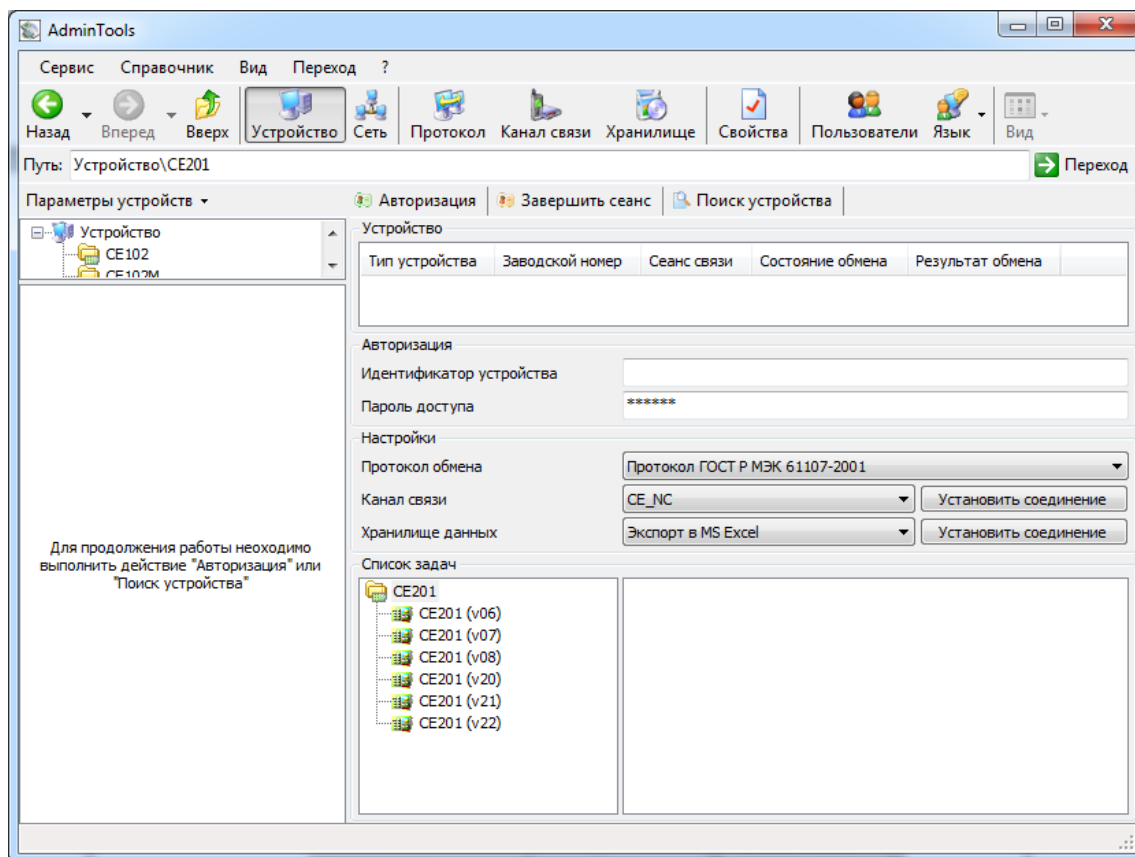 AdminTools
Сервис Справочник Вид Переход ?
Назад Вперед Вверх Устройство Сеть Протокол Канал связи Хранилище Свойства Пользователи Язык Вид
Путь: Устройство\CE201 Переход
Параметры устройств Авторизация Завершить сеанс Поиск устройства
Устройство
CE102
CE102M
Для продолжения работы неоходимо
выполнить действие "Авторизация" или
"Поиск устройства"
Устройство
Тип устройства Заводской номер Сеанс связи Состояние обмена Результат обмена
Авторизация
Идентификатор устройства
Пароль доступа ******
Настройки
Протокол обмена Протокол ГОСТ Р МЭК 61107-2001
Канал связи CE_NC Установить соединение
Хранилище данных Экспорт в MS Excel Установить соединение
Список задач
CE201
CE201 (v06)
CE201 (v07)
CE201 (v08)
CE201 (v20)
CE201 (v21)
CE201 (v22)